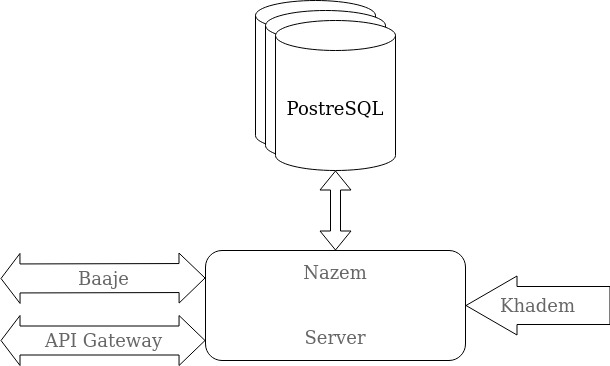 PostreSQL
Nazem
Baaje
Khadem
API Gateway
Server